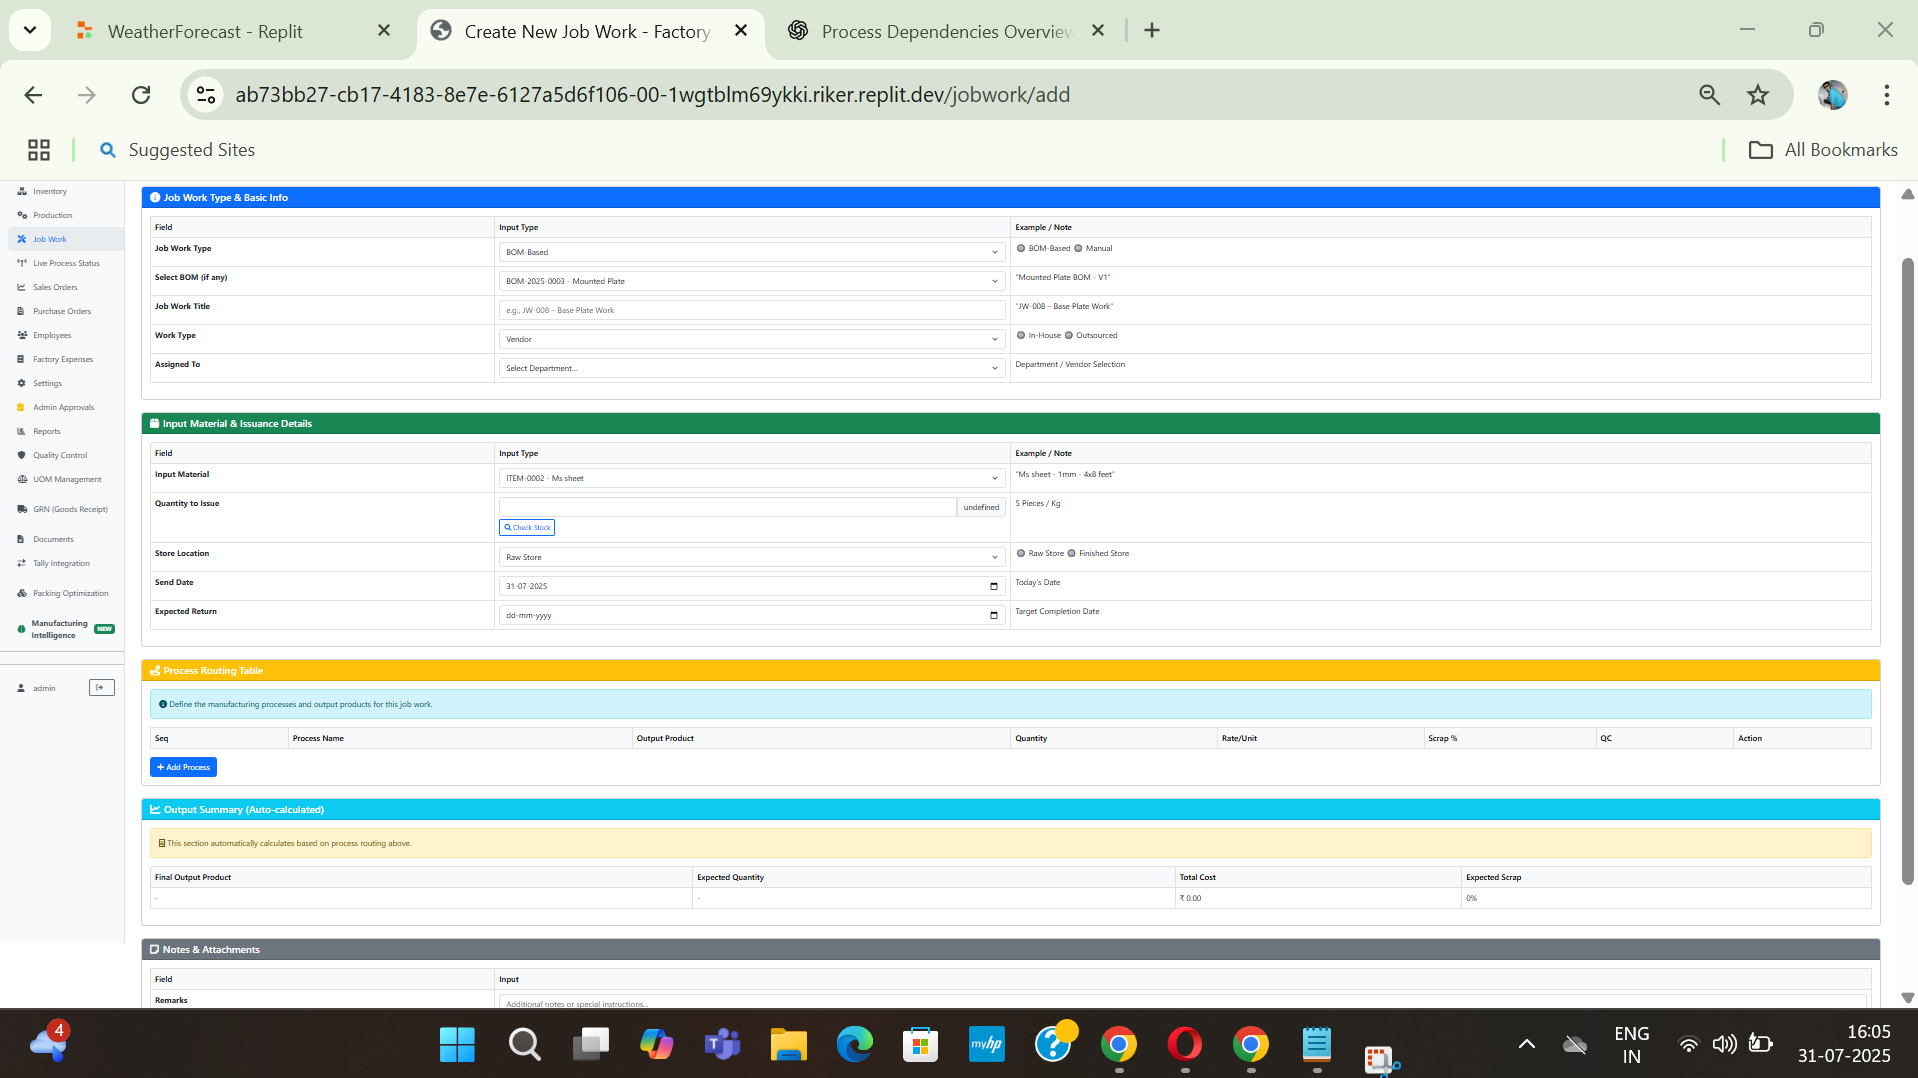 WeatherForecast - Replit
Create New Job Work - Factory
Process Dependencies Overview
ab73bb27-cb17-4183-8e7e-6127a5d6f106-00-1wgtblm69ykki.riker.replit.dev/jobwork/add
Suggested Sites
All Bookmarks
Inventory
Production
Job Work
Live Process Status
Sales Orders
Purchase Orders
Employees
Factory Expenses
Settings
Admin Approvals
Reports
Quality Control
UOM Management
GRN (Goods Receipt)
Documents
Tally Integration
Packing Optimization
Manufacturing
Intelligence NEW
admin
Job Work Type & Basic Info
Field Input Type Example / Note
Job Work Type BOM-Based BOM-Based Manual
Select BOM (if any) BOM-2025-0003 - Mounted Plate "Mounted Plate BOM - V1"
Job Work Title e.g., JW-008 – Base Plate Work "JW-008 – Base Plate Work"
Work Type Vendor In-House Outsourced
Assigned To Select Department... Department / Vendor Selection
Input Material & Issuance Details
Field Input Type Example / Note
Input Material ITEM-0002 - Ms sheet "Ms sheet - 1mm - 4x8 feet"
Quantity to Issue undefined 5 Pieces / Kg
Check Stock
Store Location Raw Store Raw Store Finished Store
Send Date 31-07-2025 Today's Date
Expected Return dd-mm-yyyy Target Completion Date
Process Routing Table
Define the manufacturing processes and output products for this job work.
Seq Process Name Output Product Quantity Rate/Unit Scrap % QC Action
+ Add Process
Output Summary (Auto-calculated)
This section automatically calculates based on process routing above.
Final Output Product Expected Quantity Total Cost Expected Scrap
- - ₹ 0.00 0%
Notes & Attachments
Field Input
Remarks Additional notes or special instructions...
4
myhp
ENG
IN
16:05
31-07-2025